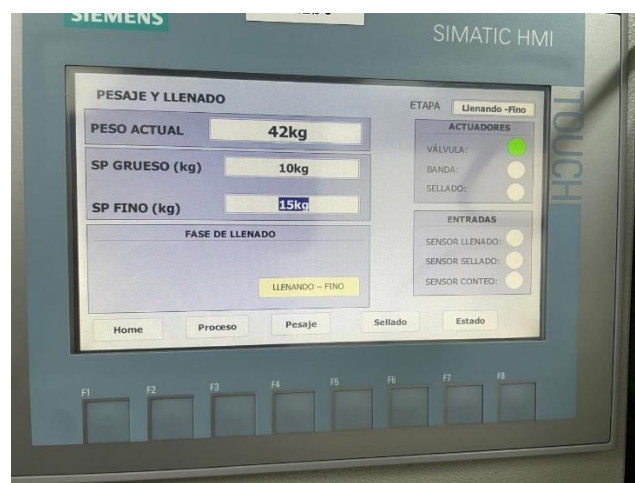 SIEMENS
SIMATIC HMI
TOUCH
PESAJE Y LLENADO
ETAPA Llenando -Fino
PESO ACTUAL 42kg
SP GRUESO (kg) 10kg
SP FINO (kg) 15kg
FASE DE LLENADO
LLENANDO - FINO
ACTUADORES
VÁLVULA:
BANDA:
SELLADO:
ENTRADAS
SENSOR LLENADO:
SENSOR SELLADO:
SENSOR CONTEO:
Home Proceso Pesaje Sellado Estado
F1 F2 F3 F4 F5 F6 F7 F8